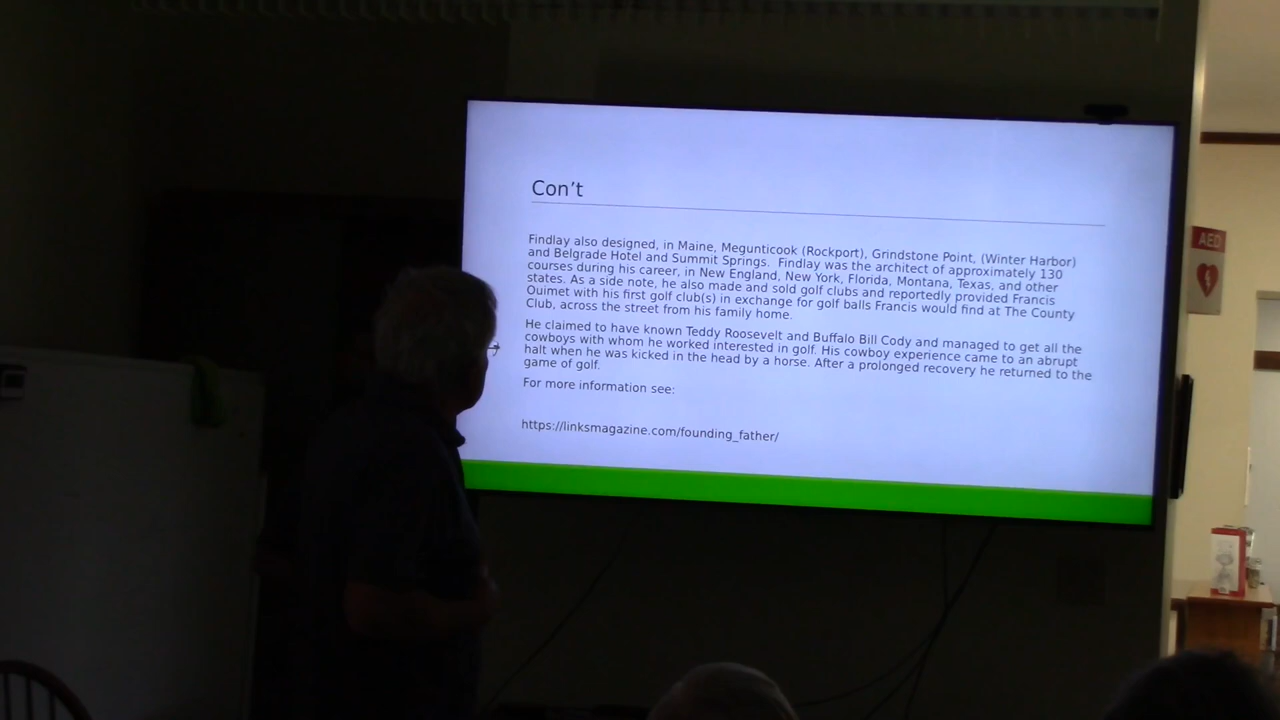 Con't
Findlay also designed, in Maine, Megunticook (Rockport), Grindstone Point, (Winter Harbor)
and Belgrade Hotel and Summit Springs. Findlay was the architect of approximately 130
courses during his career, in New England, New York, Florida, Montana, Texas, and other
states. As a side note, he also made and sold golf clubs and reportedly provided Francis
Ouimet with his first golf club(s) in exchange for golf balls Francis would find at The County
Club, across the street from his family home.
He claimed to have known Teddy Roosevelt and Buffalo Bill Cody and managed to get all the
cowboys with whom he worked interested in golf. His cowboy experience came to an abrupt
halt when he was kicked in the head by a horse. After a prolonged recovery he returned to the
game of golf.
For more information see:
https://linksmagazine.com/founding_father/
AED